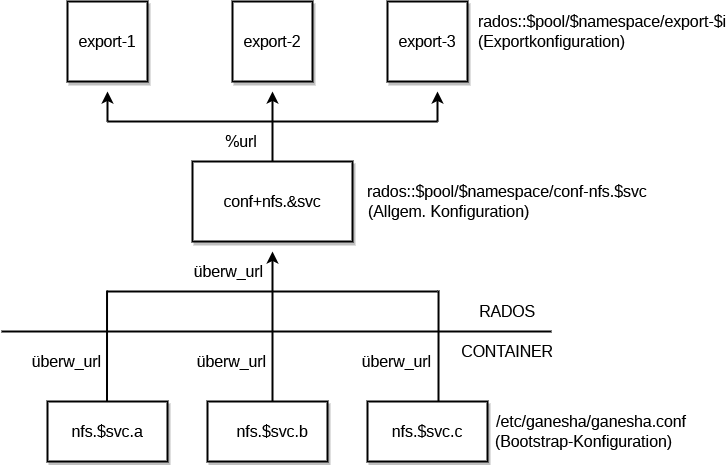 export-1
export-2
export-3
rados::$pool/$namespace/export-$i
(Exportkonfiguration)
%url
conf+nfs.&svc
rados::$pool/$namespace/conf-nfs.$svc
(Allgem. Konfiguration)
überw_url
RADOS
CONTAINER
überw_url
überw_url
überw_url
nfs.$svc.a
nfs.$svc.b
nfs.$svc.c
/etc/ganesha/ganesha.conf
(Bootstrap-Konfiguration)